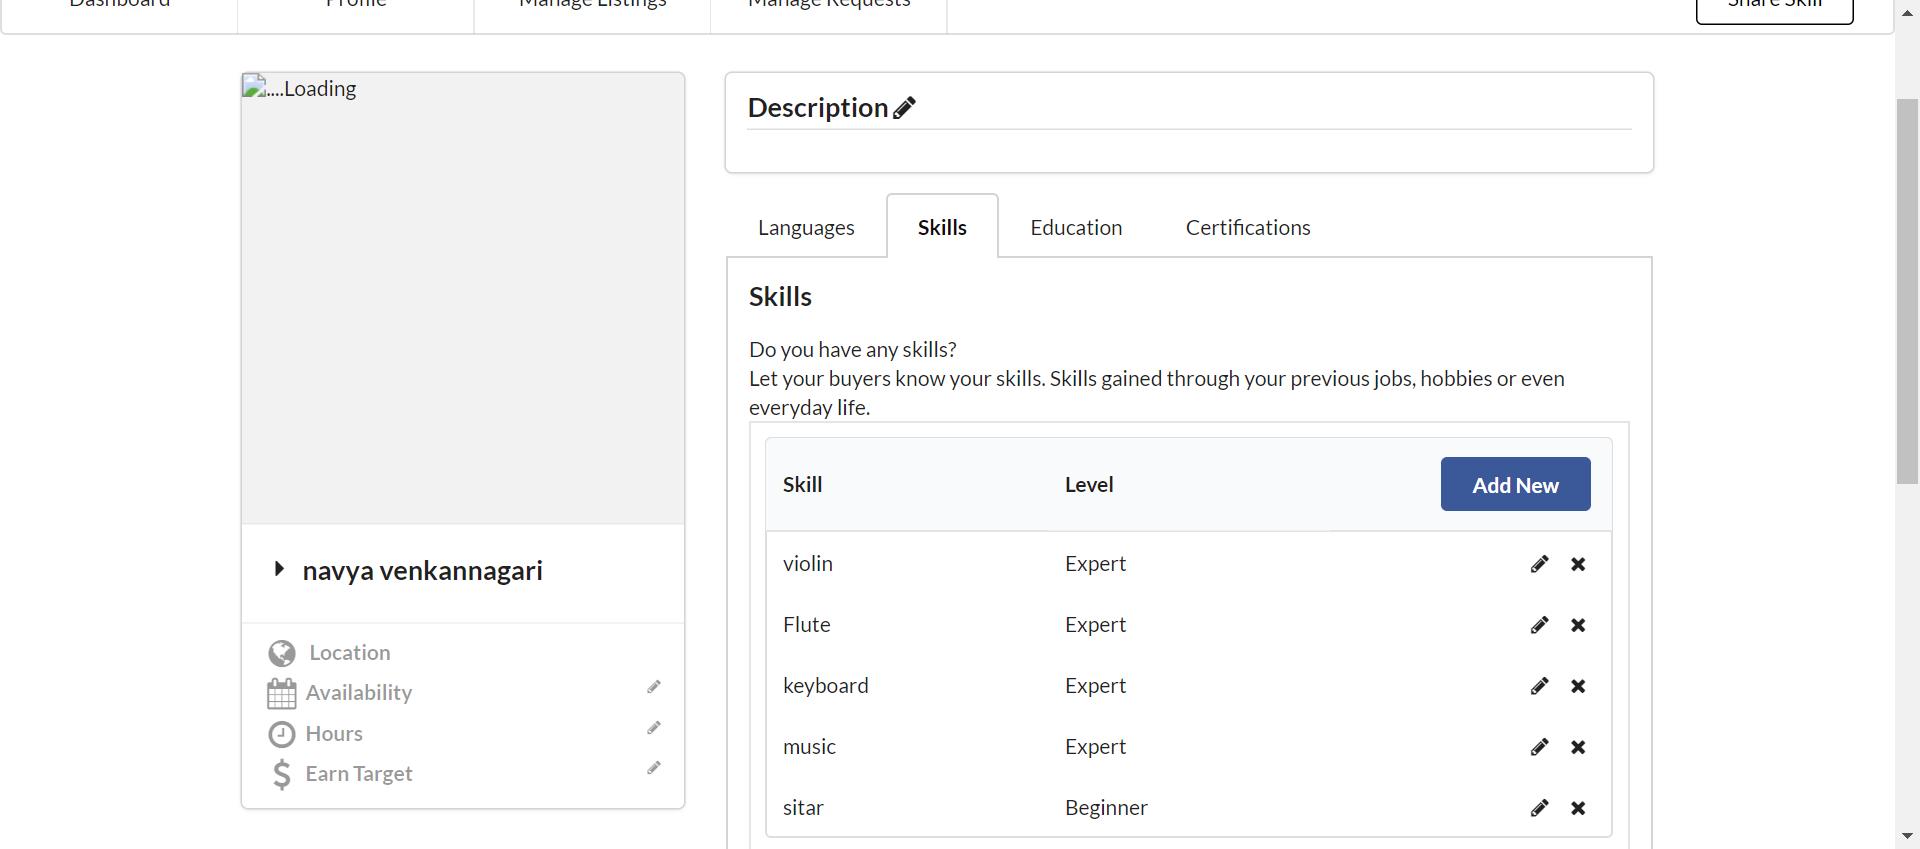 Dashboard Profile Manage Listings Manage Requests Share Skill
....Loading
Description
Languages Skills Education Certifications
Skills
Do you have any skills?
Let your buyers know your skills. Skills gained through your previous jobs, hobbies or even
everyday life.
Skill Level Add New
violin Expert
Flute Expert
keyboard Expert
music Expert
sitar Beginner
navya venkannagari
Location
Availability
Hours
Earn Target